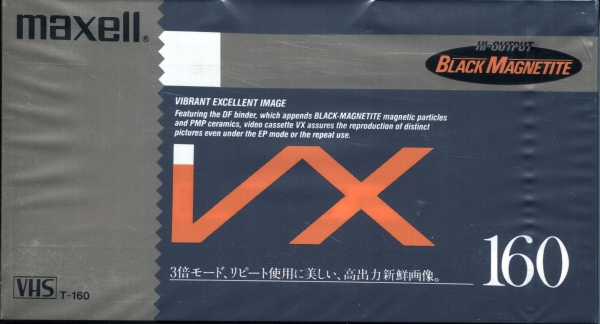 maxell®
HI-OUTPUT
BLACK MAGNETITE
VIBRANT EXCELLENT IMAGE
Featuring the DF binder, which appends BLACK-MAGNETITE magnetic particles
and PMP ceramics, video cassette VX assures the reproduction of distinct
pictures even under the EP mode or the repeat use.
VX
3倍モード、リピート使用に美しい、高出力新鮮画像。
160
VHS T-160